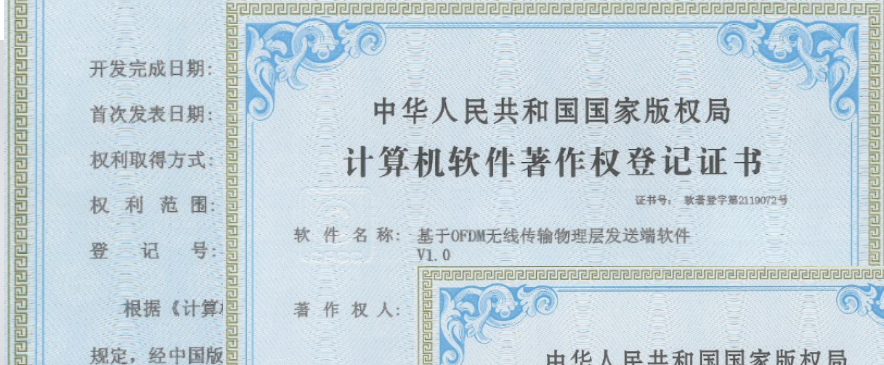 开发完成日期:
首次发表日期:
权利取得方式:
权 利 范 围:
登 记 号:
根据《计算
规定，经中国版
中华人民共和国国家版权局
计算机软件著作权登记证书
证书号： 软著登字第2119072号
软 件 名 称: 基于OFDM无线传输物理层发送端软件
V1.0
著 作 权 人:
中华人民共和国国家版权局